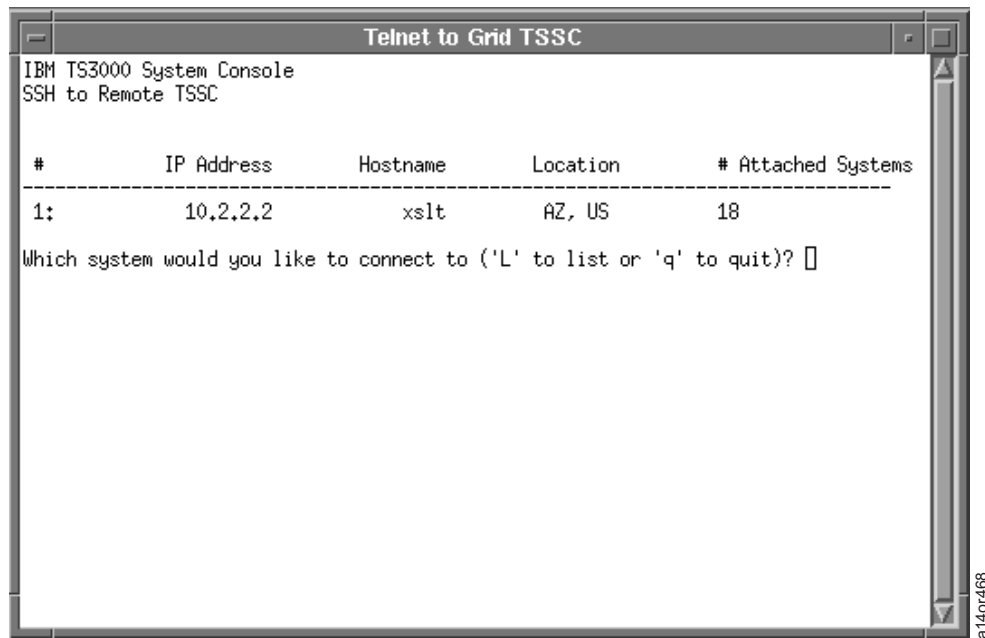 Telnet to Grid TSSC
IBM TS3000 System Console
SSH to Remote TSSC
# IP Address Hostname Location # Attached Systems
1: 10.2.2.2 xslt AZ, US 18
Which system would you like to connect to ('L' to list or 'q' to quit)?
a14or468